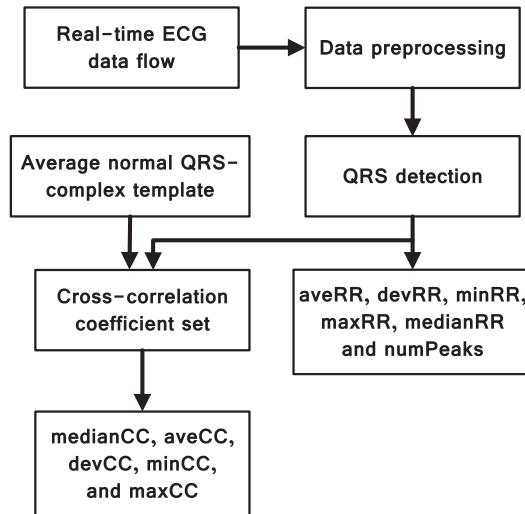 Real-time ECG
data flow
Data preprocessing
Average normal QRS-
complex template
QRS detection
Cross-correlation
coefficient set
aveRR, devRR, minRR,
maxRR, medianRR
and numPeaks
medianCC, aveCC,
devCC, minCC,
and maxCC